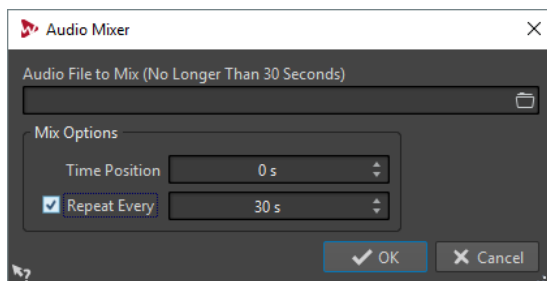 Audio Mixer
Audio File to Mix (No Longer Than 30 Seconds)
Mix Options
Time Position 0 s
Repeat Every 30 s
OK Cancel
?